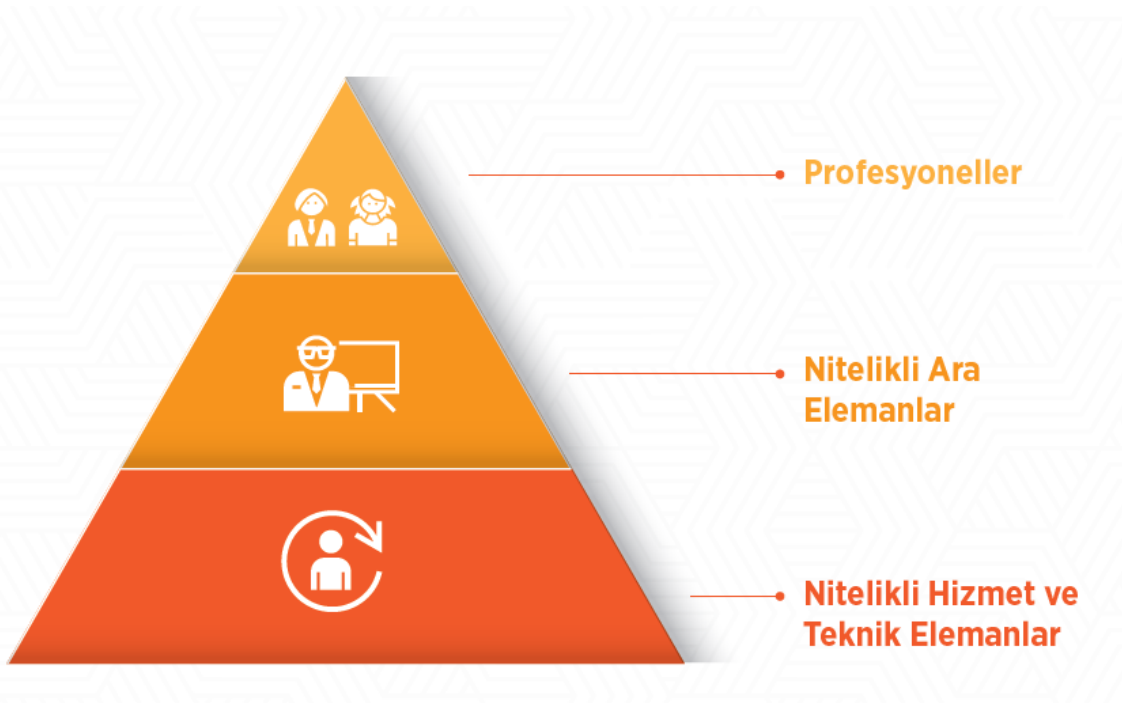 Profesyoneller
Nitelikli Ara
Elemanlar
Nitelikli Hizmet ve
Teknik Elemanlar